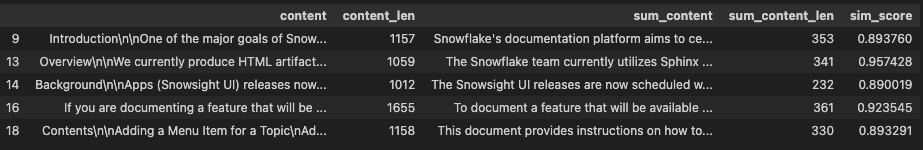 content content_len sum_content sum_content_len sim_score
9 Introduction\n\nOne of the major goals of Snow... 1157 Snowflake's documentation platform aims to ce... 353 0.893760
13 Overview\n\nWe currently produce HTML artifact... 1059 The Snowflake team currently utilizes Sphinx ... 341 0.957428
14 Background\n\nApps (Snowsight UI) releases now... 1012 The Snowsight UI releases are now scheduled w... 232 0.890019
16 If you are documenting a feature that will be ... 1655 To document a feature that will be available ... 361 0.923545
18 Contents\n\nAdding a Menu Item for a Topic\nAd... 1158 This document provides instructions on how to... 330 0.893291